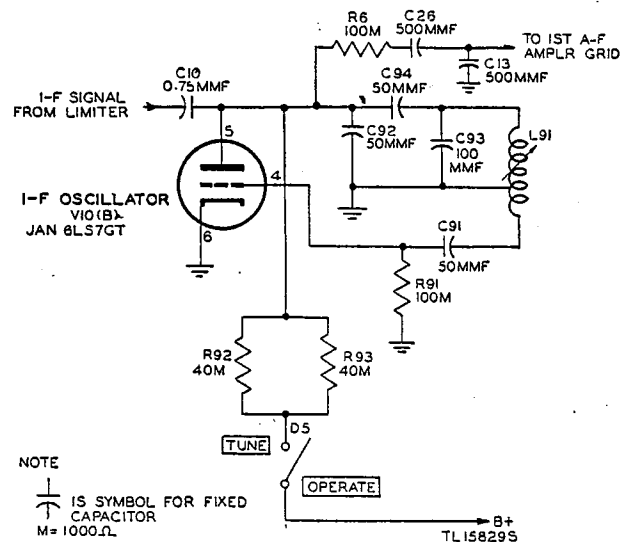 R6
100M
C26
500MMF
TO 1ST A-F
AMPLR GRID
C13
500MMF
C10
0.75MMF
C94
50MMF
I-F SIGNAL
FROM LIMITER
C92
50MMF
C93
100
MMF
L91
5
4
6
I-F OSCILLATOR
V10(B)
JAN 6LS7GT
C91
50MMF
R91
100M
R92
40M
R93
40M
D5
TUNE
OPERATE
NOTE
IS SYMBOL FOR FIXED
CAPACITOR
M=1000Ω
B+
TL15829S